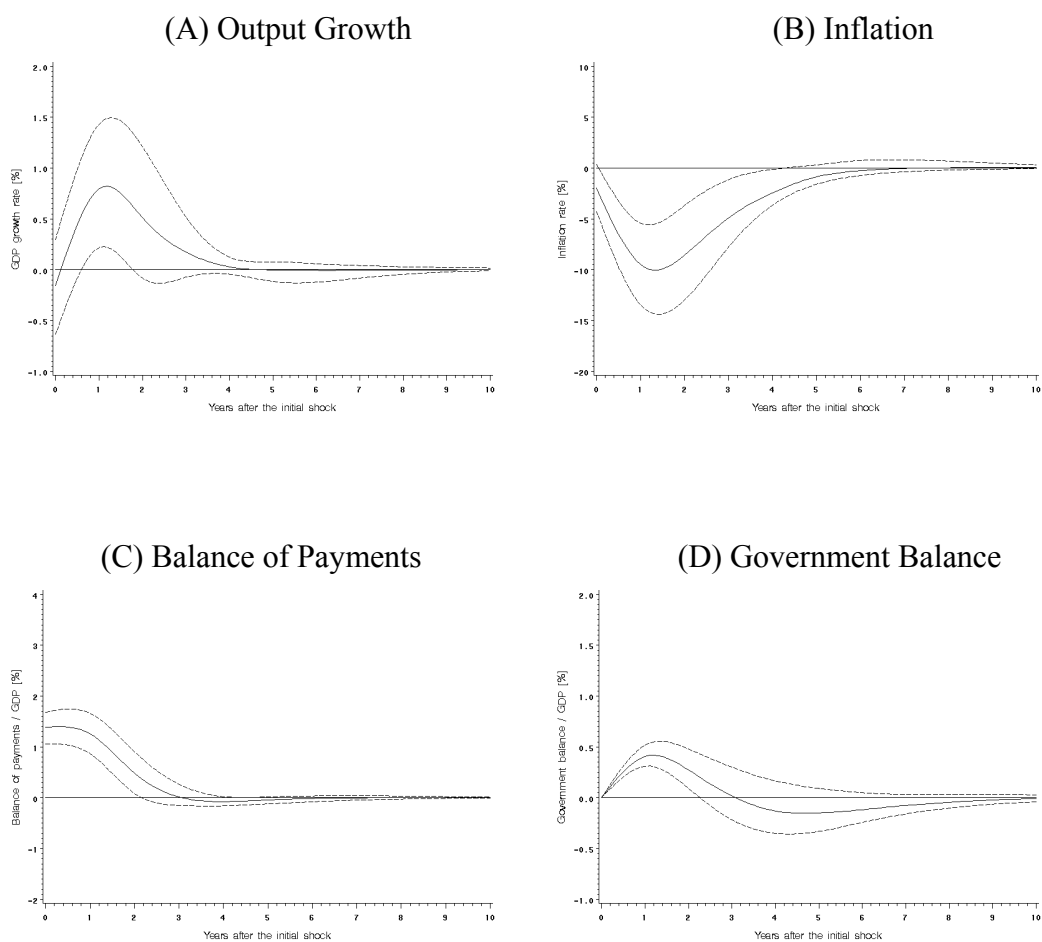 (A) Output Growth
2.0
1.5
1.0
0.5
0.0
-0.5
-1.0
GDP growth rate [%]
0 1 2 3 4 5 6 7 8 9 10
Years after the initial shock
(B) Inflation
10
5
0
-5
-10
-15
-20
Inflation rate [%]
0 1 2 3 4 5 6 7 8 9 10
Years after the initial shock
(C) Balance of Payments
4
3
2
1
0
-1
-2
Balance of payments / GDP [%]
0 1 2 3 4 5 6 7 8 9 10
Years after the initial shock
(D) Government Balance
2.0
1.5
1.0
0.5
0.0
-0.5
-1.0
Government balance / GDP [%]
0 1 2 3 4 5 6 7 8 9 10
Years after the initial shock